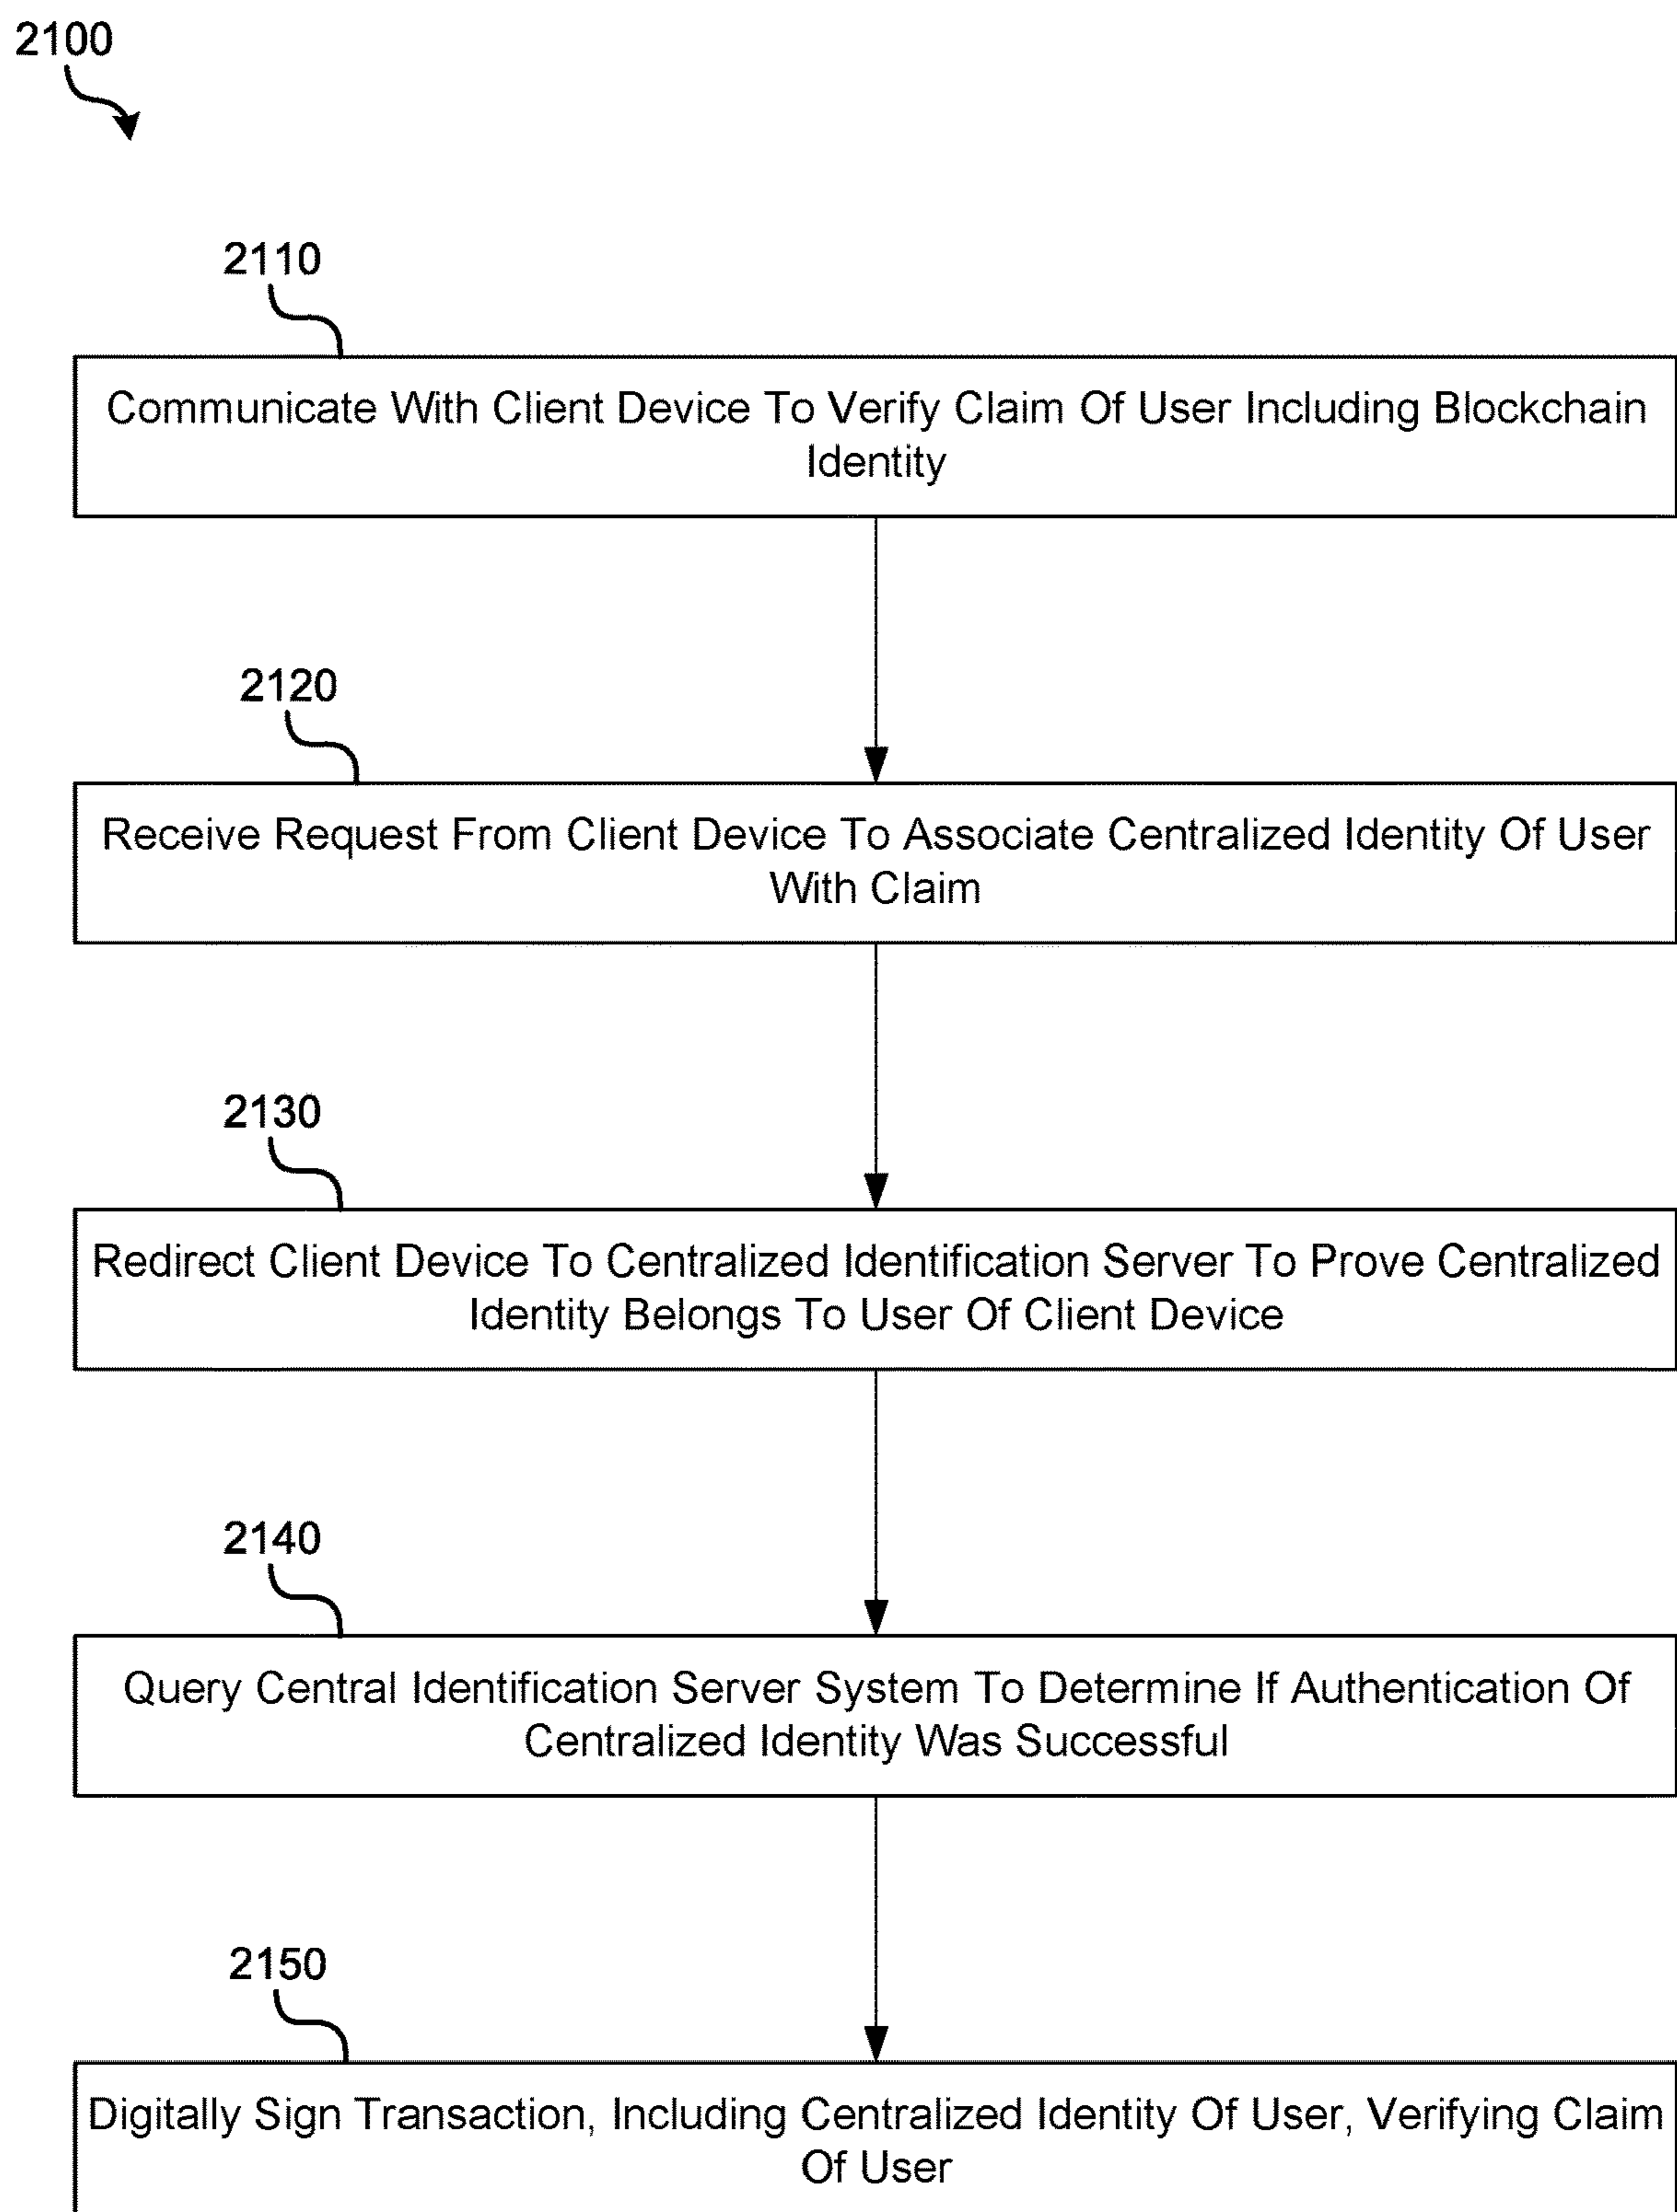 2100
2110
Communicate With Client Device To Verify Claim Of User Including Blockchain
Identity
2120
Receive Request From Client Device To Associate Centralized Identity Of User
With Claim
2130
Redirect Client Device To Centralized Identification Server To Prove Centralized
Identity Belongs To User Of Client Device
2140
Query Central Identification Server System To Determine If Authentication Of
Centralized Identity Was Successful
2150
Digitally Sign Transaction, Including Centralized Identity Of User, Verifying Claim
Of User